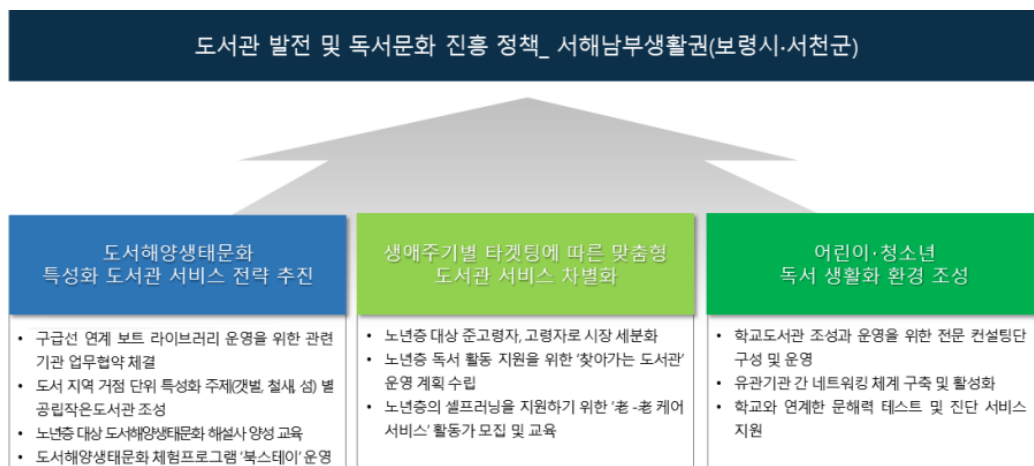 도서관 발전 및 독서문화 진흥 정책_ 서해남부생활권(보령시·서천군)
도서해양생태문화
특성화 도서관 서비스 전략 추진
• 구급선 연계 보트 라이브러리 운영을 위한 관련
기관 업무협약 체결
• 도서 지역 거점 단위 특성화 주제(갯벌, 철새, 섬) 별
공립작은도서관 조성
• 노년층 대상 도서해양생태문화 해설사 양성 교육
• 도서해양생태문화 체험프로그램 '북스테이' 운영
생애주기별 타겟팅에 따른 맞춤형
도서관 서비스 차별화
• 노년층 대상 준고령자, 고령자로 시장 세분화
• 노년층 독서 활동 지원을 위한 '찾아가는 도서관'
운영 계획 수립
• 노년층의 셀프러닝을 지원하기 위한 '老 -老 케어
서비스' 활동가 모집 및 교육
어린이·청소년
독서 생활화 환경 조성
• 학교도서관 조성과 운영을 위한 전문 컨설팅단
구성 및 운영
• 유관기관 간 네트워킹 체계 구축 및 활성화
• 학교와 연계한 문해력 테스트 및 진단 서비스
지원